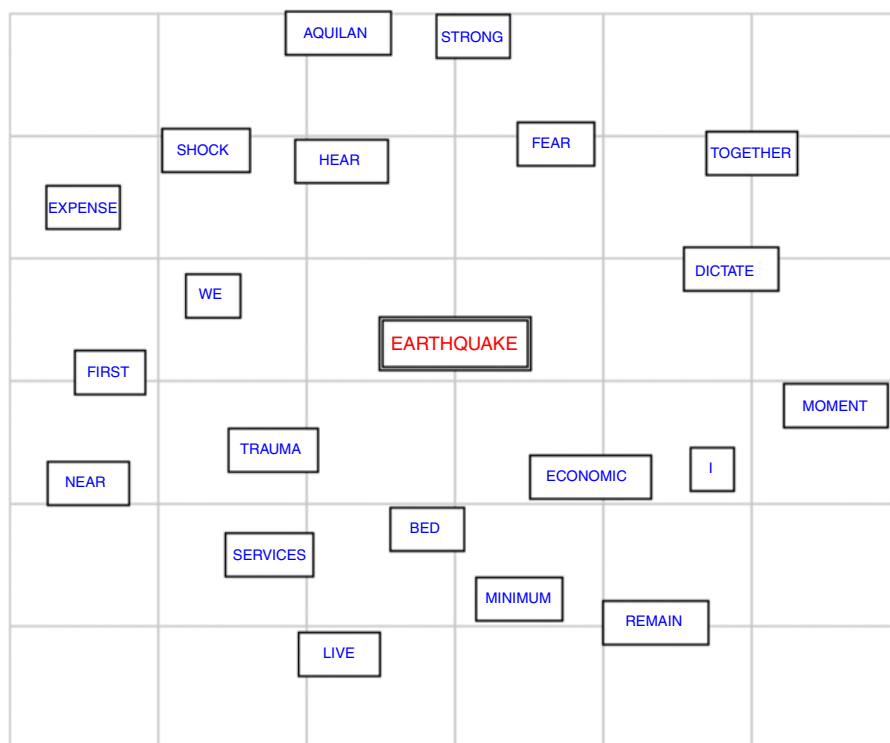 AQUILAN
STRONG
FEAR
SHOCK
HEAR
TOGETHER
EXPENSE
DICTATE
WE
EARTHQUAKE
FIRST
MOMENT
TRAUMA
I
ECONOMIC
NEAR
BED
SERVICES
MINIMUM
REMAIN
LIVE